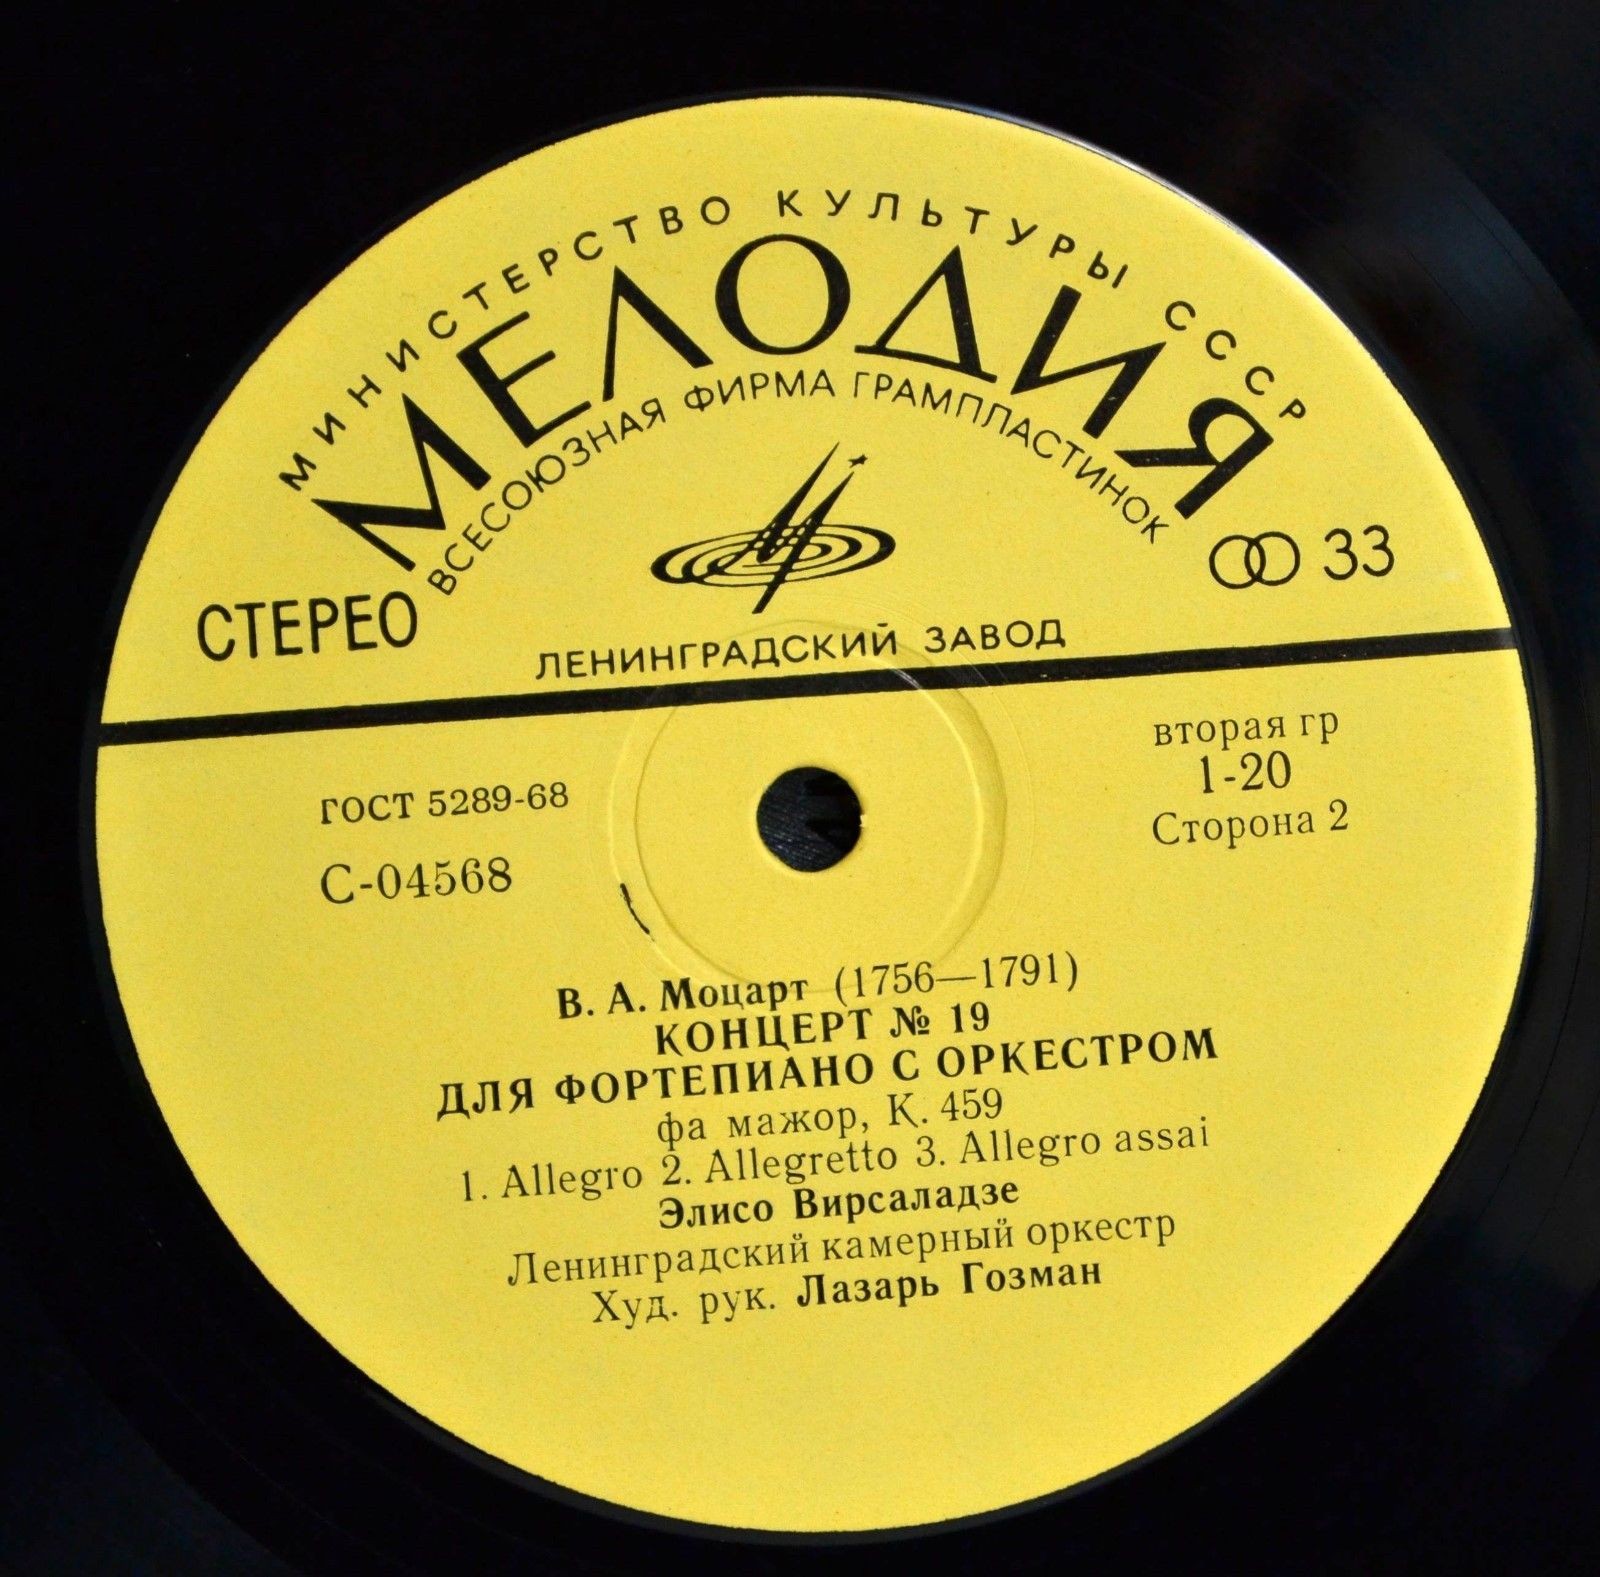 МИНИСТЕРСТВО КУЛЬТУРЫ СССР
МЕЛОДИЯ
ВСЕСОЮЗНАЯ ФИРМА ГРАМПЛАСТИНОК
СТЕРЕО
33
ЛЕНИНГРАДСКИЙ ЗАВОД
ГОСТ 5289-68
С-04568
вторая гр
1-20
Сторона 2
В. А. Моцарт (1756—1791)
КОНЦЕРТ № 19
ДЛЯ ФОРТЕПИАНО С ОРКЕСТРОМ
фа мажор, К. 459
1. Allegro 2. Allegretto 3. Allegro assai
Элисо Вирсаладзе
Ленинградский камерный оркестр
Худ. рук. Лазарь Гозман